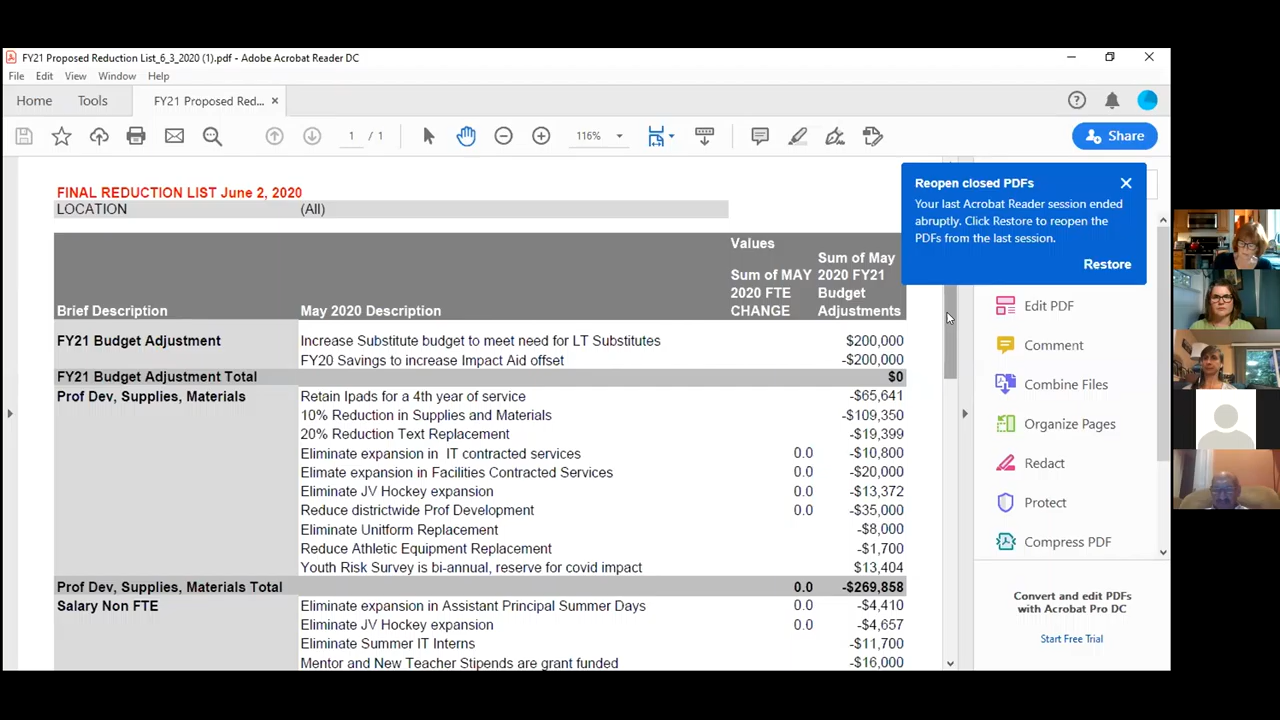 FY21 Proposed Reduction List_6_3_2020 (1).pdf - Adobe Acrobat Reader DC
File Edit View Window Help
Home Tools FY21 Proposed Red... ×
1 / 1 116% Share
FINAL REDUCTION LIST June 2, 2020
LOCATION (All)
Brief Description May 2020 Description Values Sum of MAY 2020 FTE CHANGE Sum of May 2020 FY21 Budget Adjustments
FY21 Budget Adjustment Increase Substitute budget to meet need for LT Substitutes $200,000
FY20 Savings to increase Impact Aid offset -$200,000
FY21 Budget Adjustment Total $0
Prof Dev, Supplies, Materials Retain Ipads for a 4th year of service -$65,641
10% Reduction in Supplies and Materials -$109,350
20% Reduction Text Replacement -$19,399
Eliminate expansion in IT contracted services 0.0 -$10,800
Elimate expansion in Facilities Contracted Services 0.0 -$20,000
Eliminate JV Hockey expansion 0.0 -$13,372
Reduce districtwide Prof Development 0.0 -$35,000
Eliminate Unitform Replacement -$8,000
Reduce Athletic Equipment Replacement -$1,700
Youth Risk Survey is bi-annual, reserve for covid impact $13,404
Prof Dev, Supplies, Materials Total 0.0 -$269,858
Salary Non FTE Eliminate expansion in Assistant Principal Summer Days 0.0 -$4,410
Eliminate JV Hockey expansion 0.0 -$4,657
Eliminate Summer IT Interns -$11,700
Mentor and New Teacher Stipends are grant funded -$16,000
Reopen closed PDFs
Your last Acrobat Reader session ended
abruptly. Click Restore to reopen the
PDFs from the last session.
Restore
Edit PDF
Comment
Combine Files
Organize Pages
Redact
Protect
Compress PDF
Convert and edit PDFs
with Acrobat Pro DC
Start Free Trial